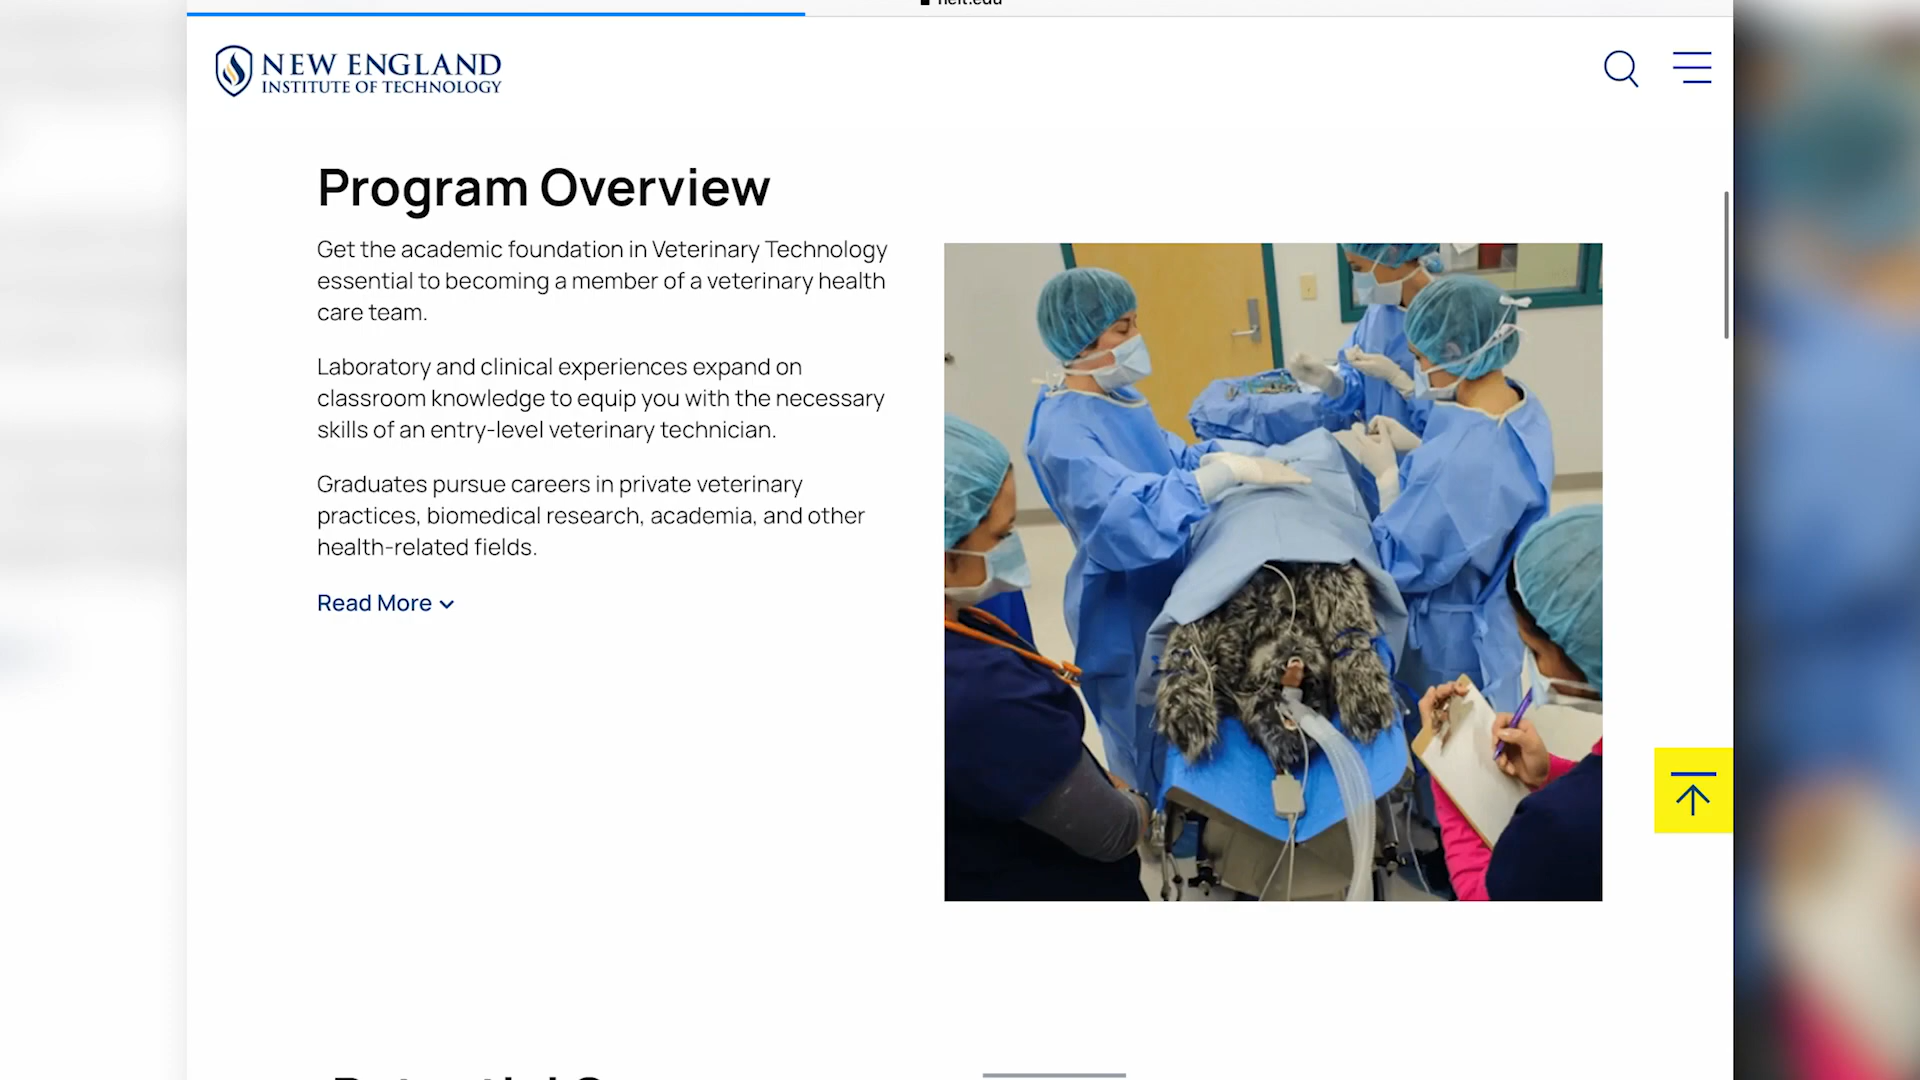 neit.edu
NEW ENGLAND
INSTITUTE OF TECHNOLOGY
Program Overview
Get the academic foundation in Veterinary Technology
essential to becoming a member of a veterinary health
care team.
Laboratory and clinical experiences expand on
classroom knowledge to equip you with the necessary
skills of an entry-level veterinary technician.
Graduates pursue careers in private veterinary
practices, biomedical research, academia, and other
health-related fields.
Read More